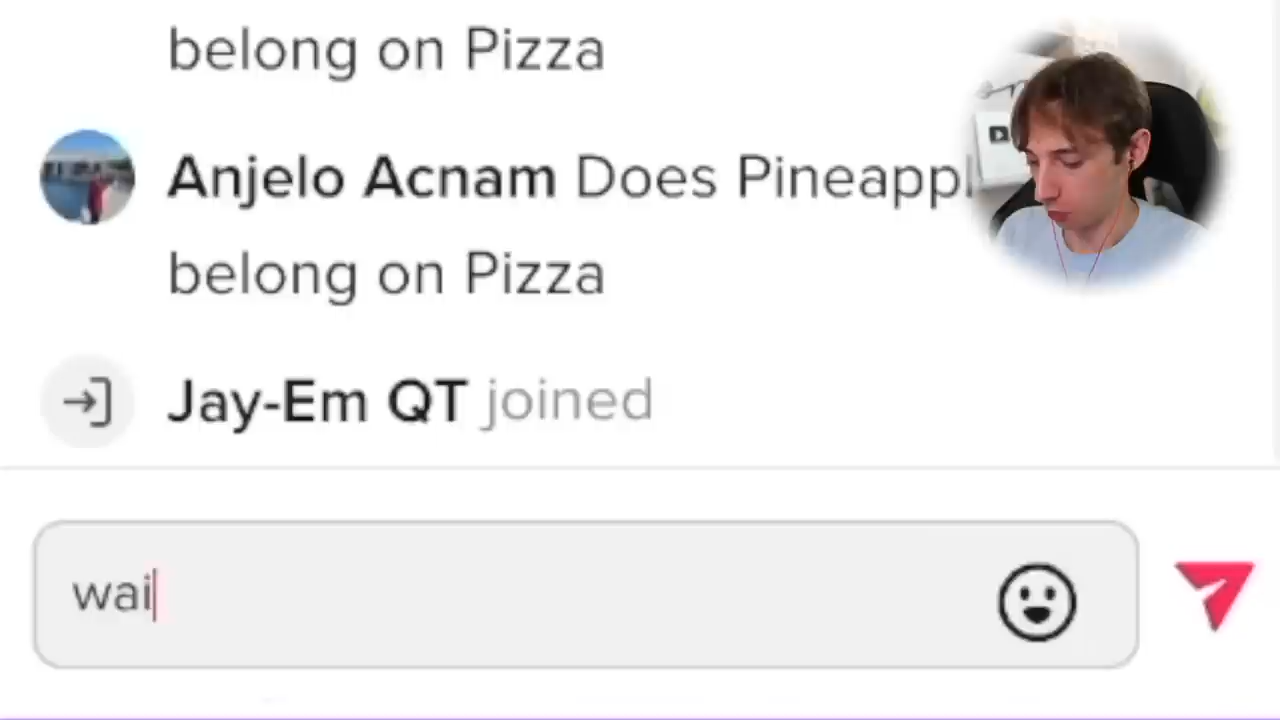 belong on Pizza
Anjelo Acnam Does Pineappl
belong on Pizza
Jay-Em QT joined
wai